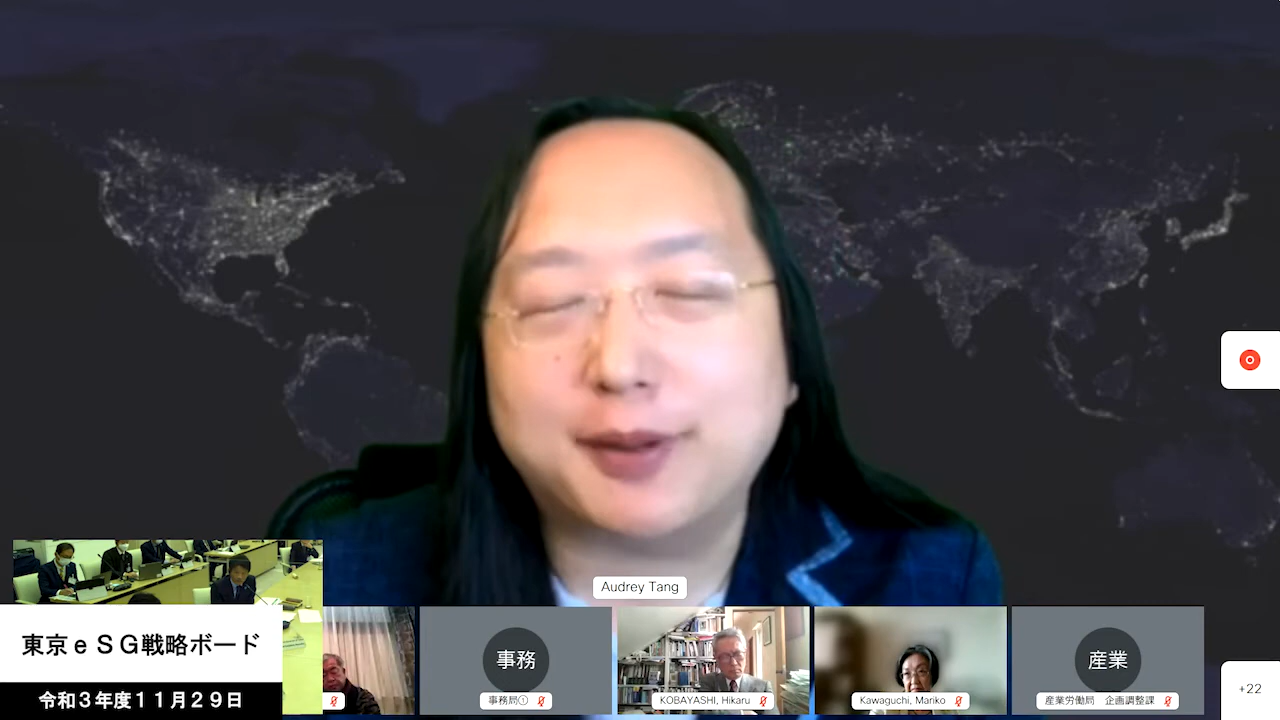 Audrey Tang
東京ｅＳＧ戦略ボード
令和３年度１１月２９日
事務
事務局①
KOBAYASHI, Hikaru
Kawaguchi, Mariko
産業
産業労働局　企画調整課
+22